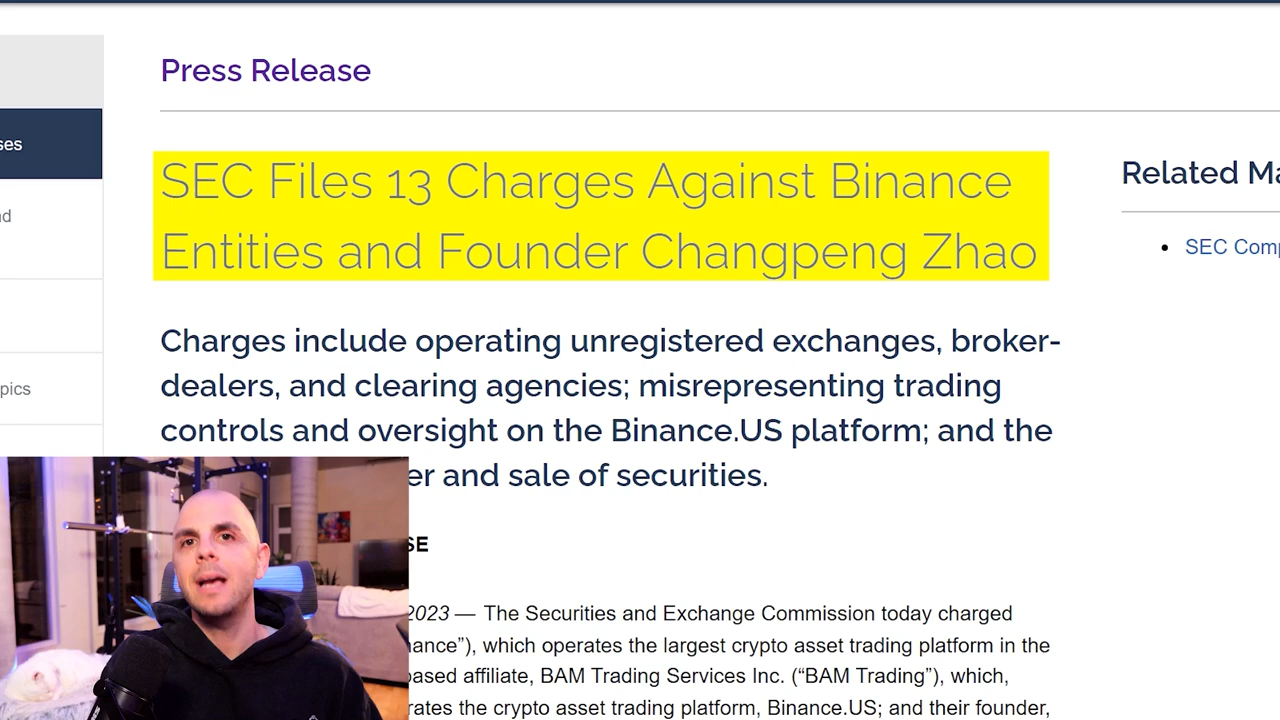 Press Release
ses
SEC Files 13 Charges Against Binance
Entities and Founder Changpeng Zhao
Related Ma
nd
SEC Comp
Charges include operating unregistered exchanges, broker-
dealers, and clearing agencies; misrepresenting trading
pics
controls and oversight on the Binance.US platform; and the
er and sale of securities.
SE
2023 — The Securities and Exchange Commission today charged
nance”), which operates the largest crypto asset trading platform in the
based affiliate, BAM Trading Services Inc. (“BAM Trading”), which,
rates the crypto asset trading platform, Binance.US; and their founder,